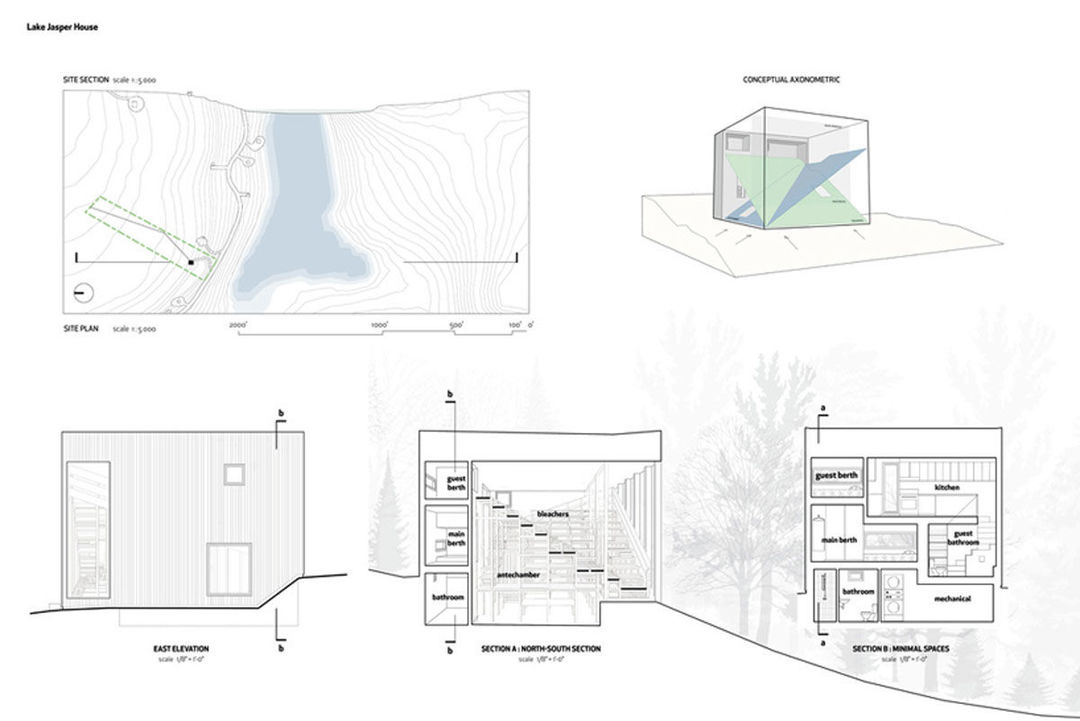 Lake Jasper House
SITE SECTION scale 1:5.000
CONCEPTUAL AXONOMETRIC
SITE PLAN scale 1:5.000
2000' 1000' 500' 100' 0'
b
b
a
guest
berth
main
berth
bathroom
bleachers
antechamber
guest berth
kitchen
main berth
guest
bathroom
bathroom
mechanical
b
b
a
EAST ELEVATION
scale 1/8"= 1'-0"
SECTION A : NORTH-SOUTH SECTION
scale 1/8"= 1'-0"
SECTION B : MINIMAL SPACES
scale 1/8"= 1'-0"